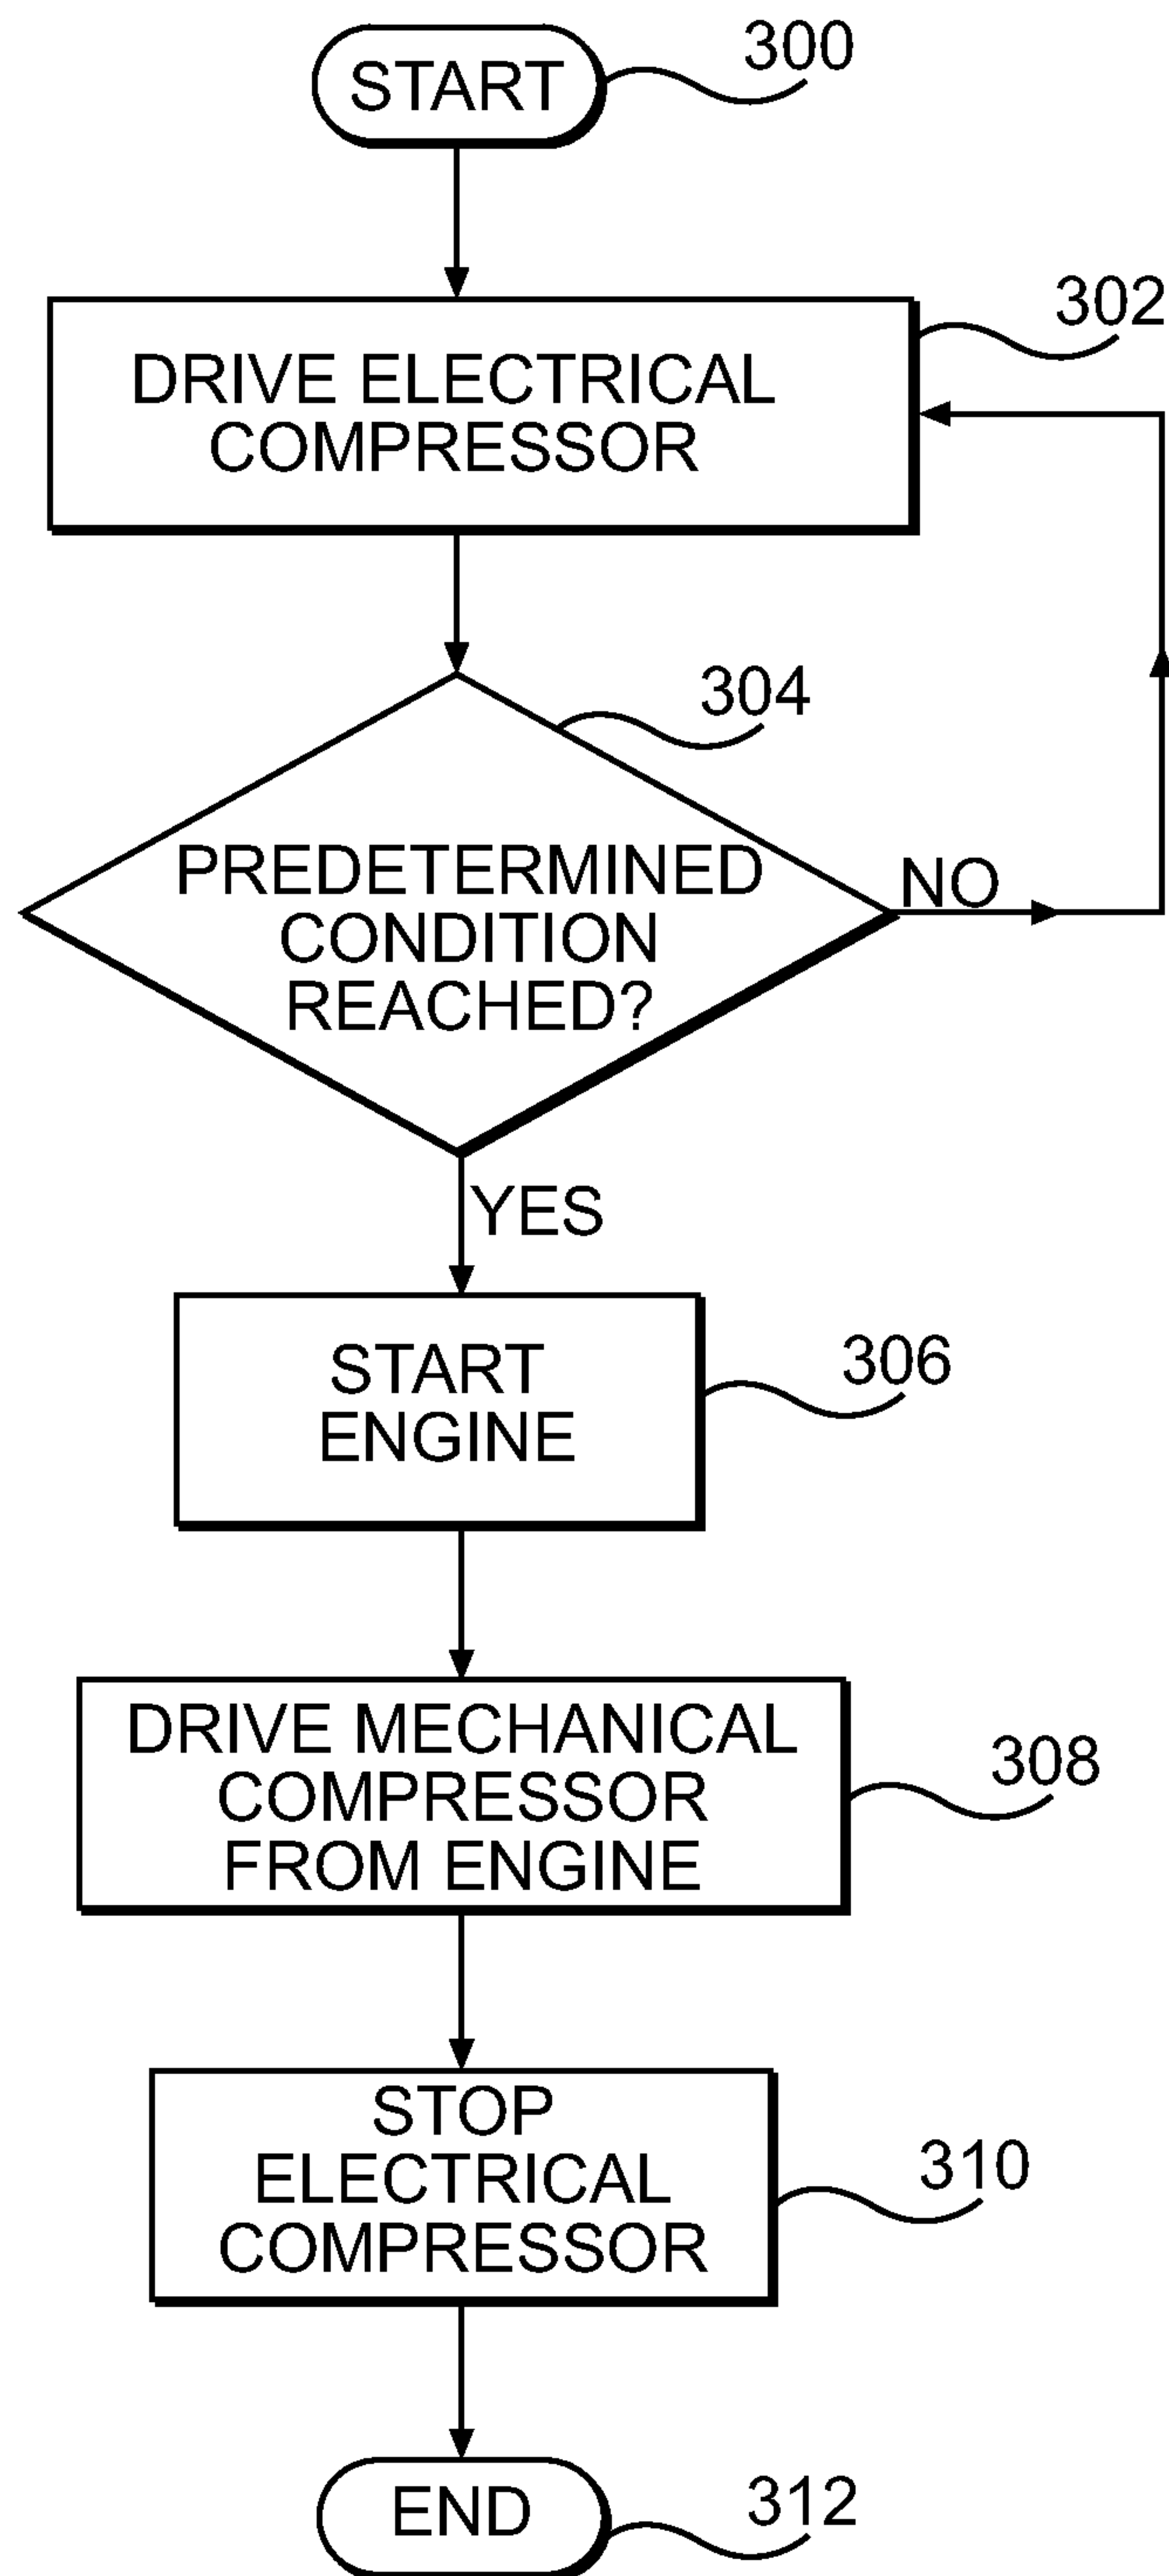 START
300
302
DRIVE ELECTRICAL
COMPRESSOR
304
PREDETERMINED
CONDITION
REACHED?
NO
YES
START
ENGINE
306
DRIVE MECHANICAL
COMPRESSOR
FROM ENGINE
308
STOP
ELECTRICAL
COMPRESSOR
310
END
312